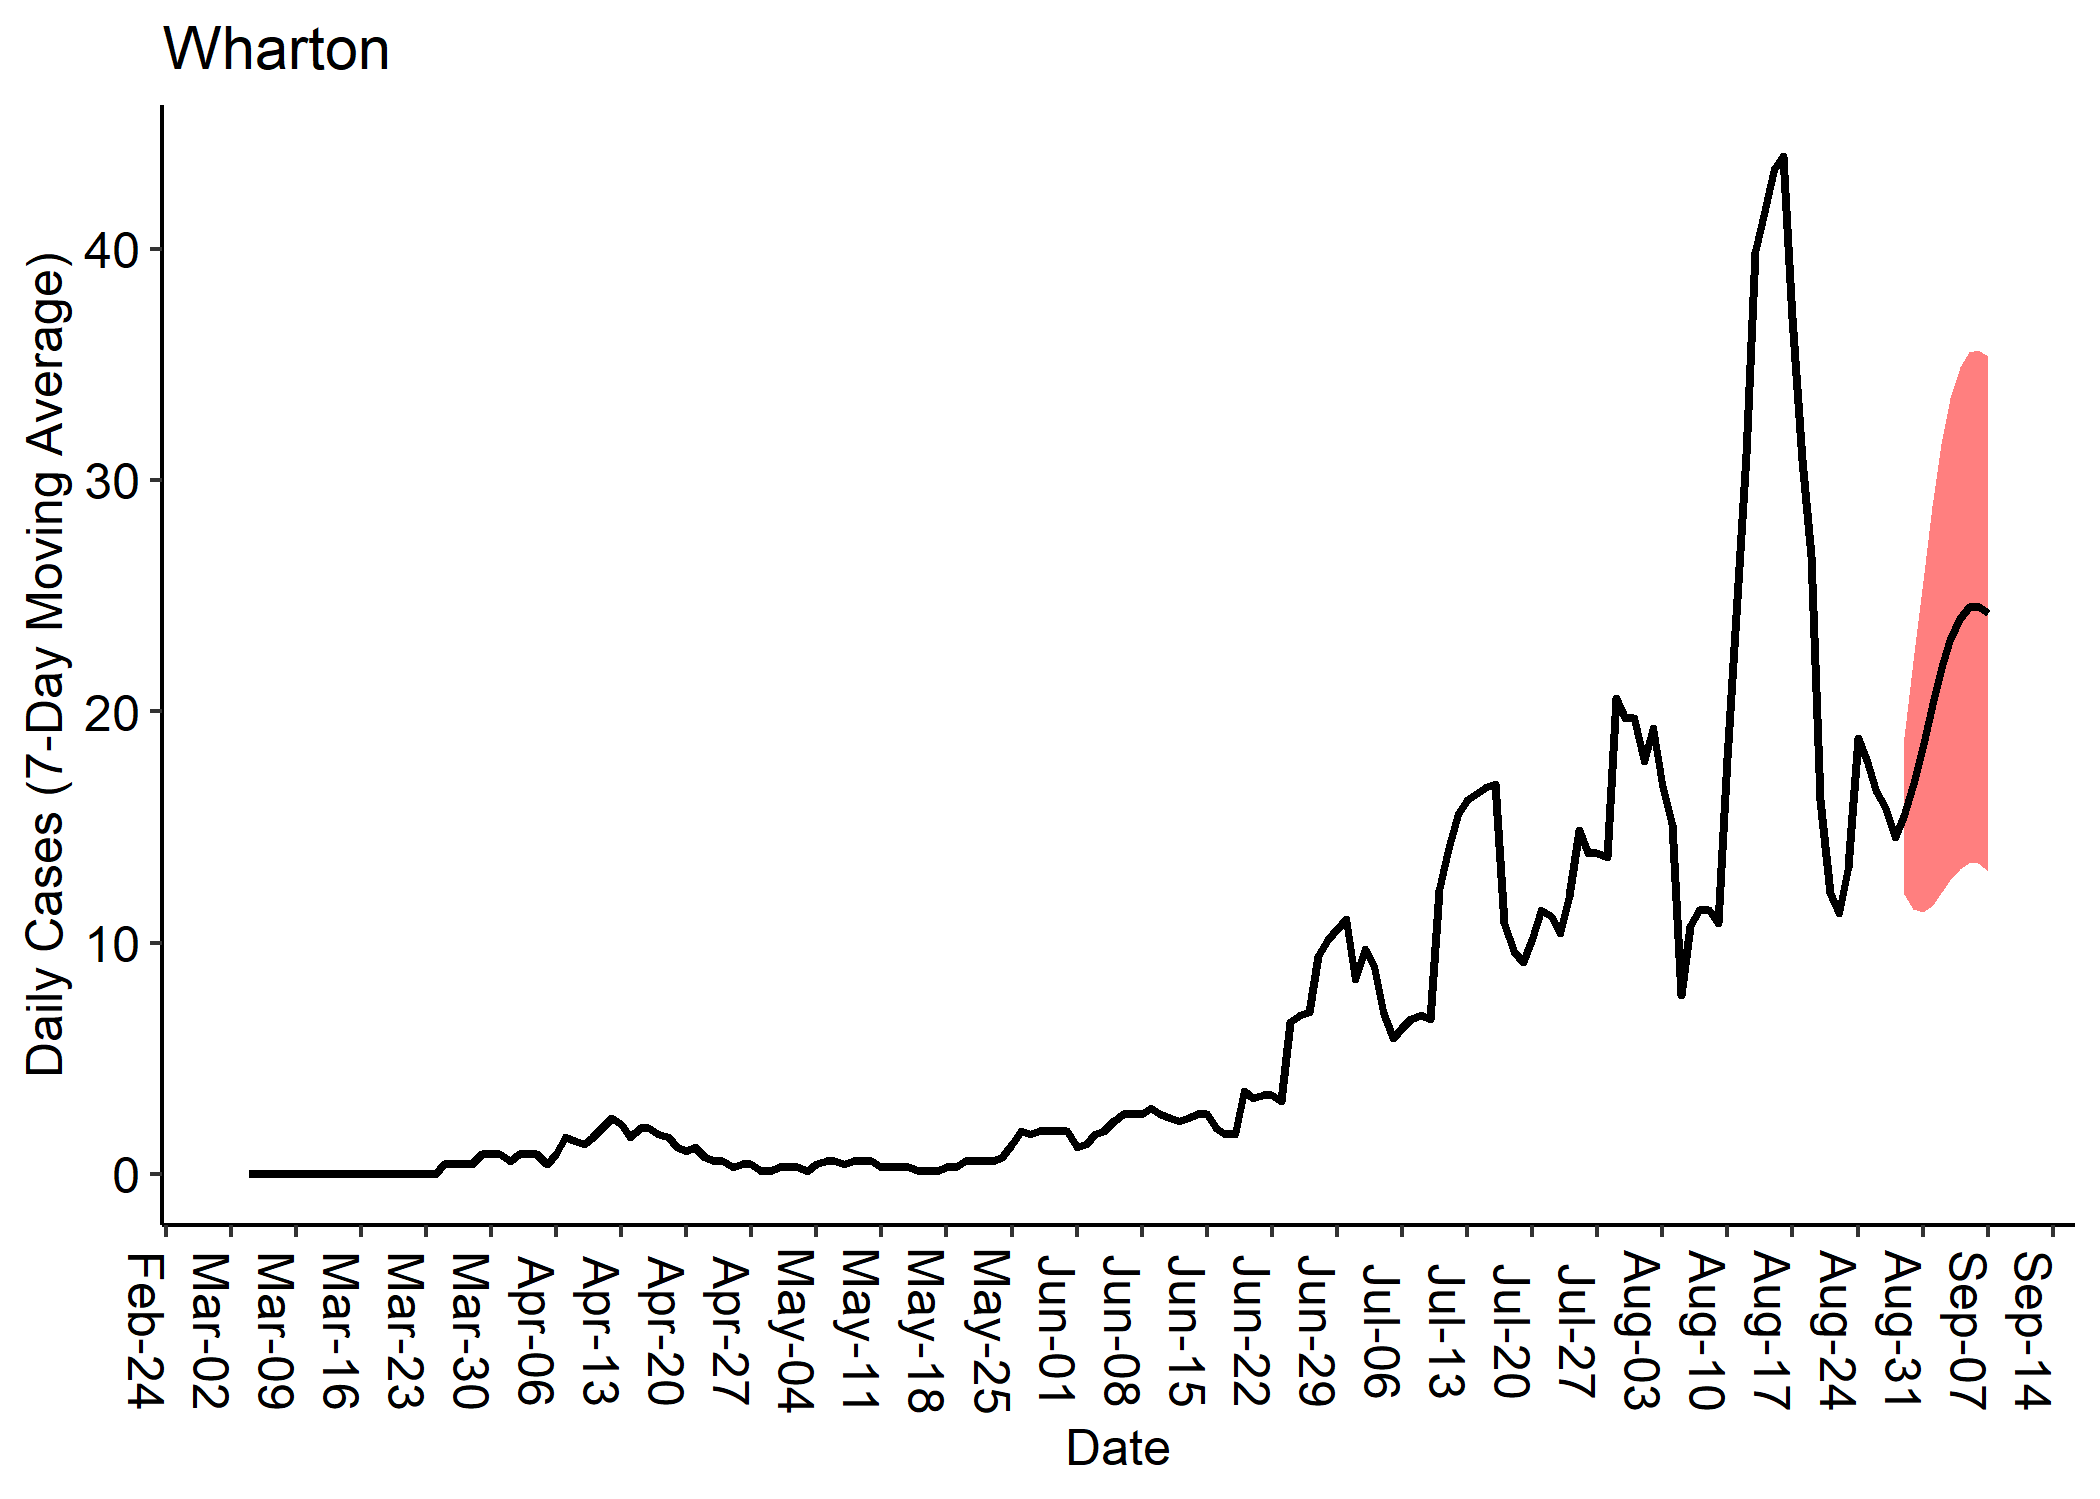 Wharton
Daily Cases (7-Day Moving Average)
40
30
20
10
0
Feb-24
Mar-02
Mar-09
Mar-16
Mar-23
Mar-30
Apr-06
Apr-13
Apr-20
Apr-27
May-04
May-11
May-18
May-25
Jun-01
Jun-08
Jun-15
Jun-22
Jun-29
Jul-06
Jul-13
Jul-20
Jul-27
Aug-03
Aug-10
Aug-17
Aug-24
Aug-31
Sep-07
Sep-14
Date